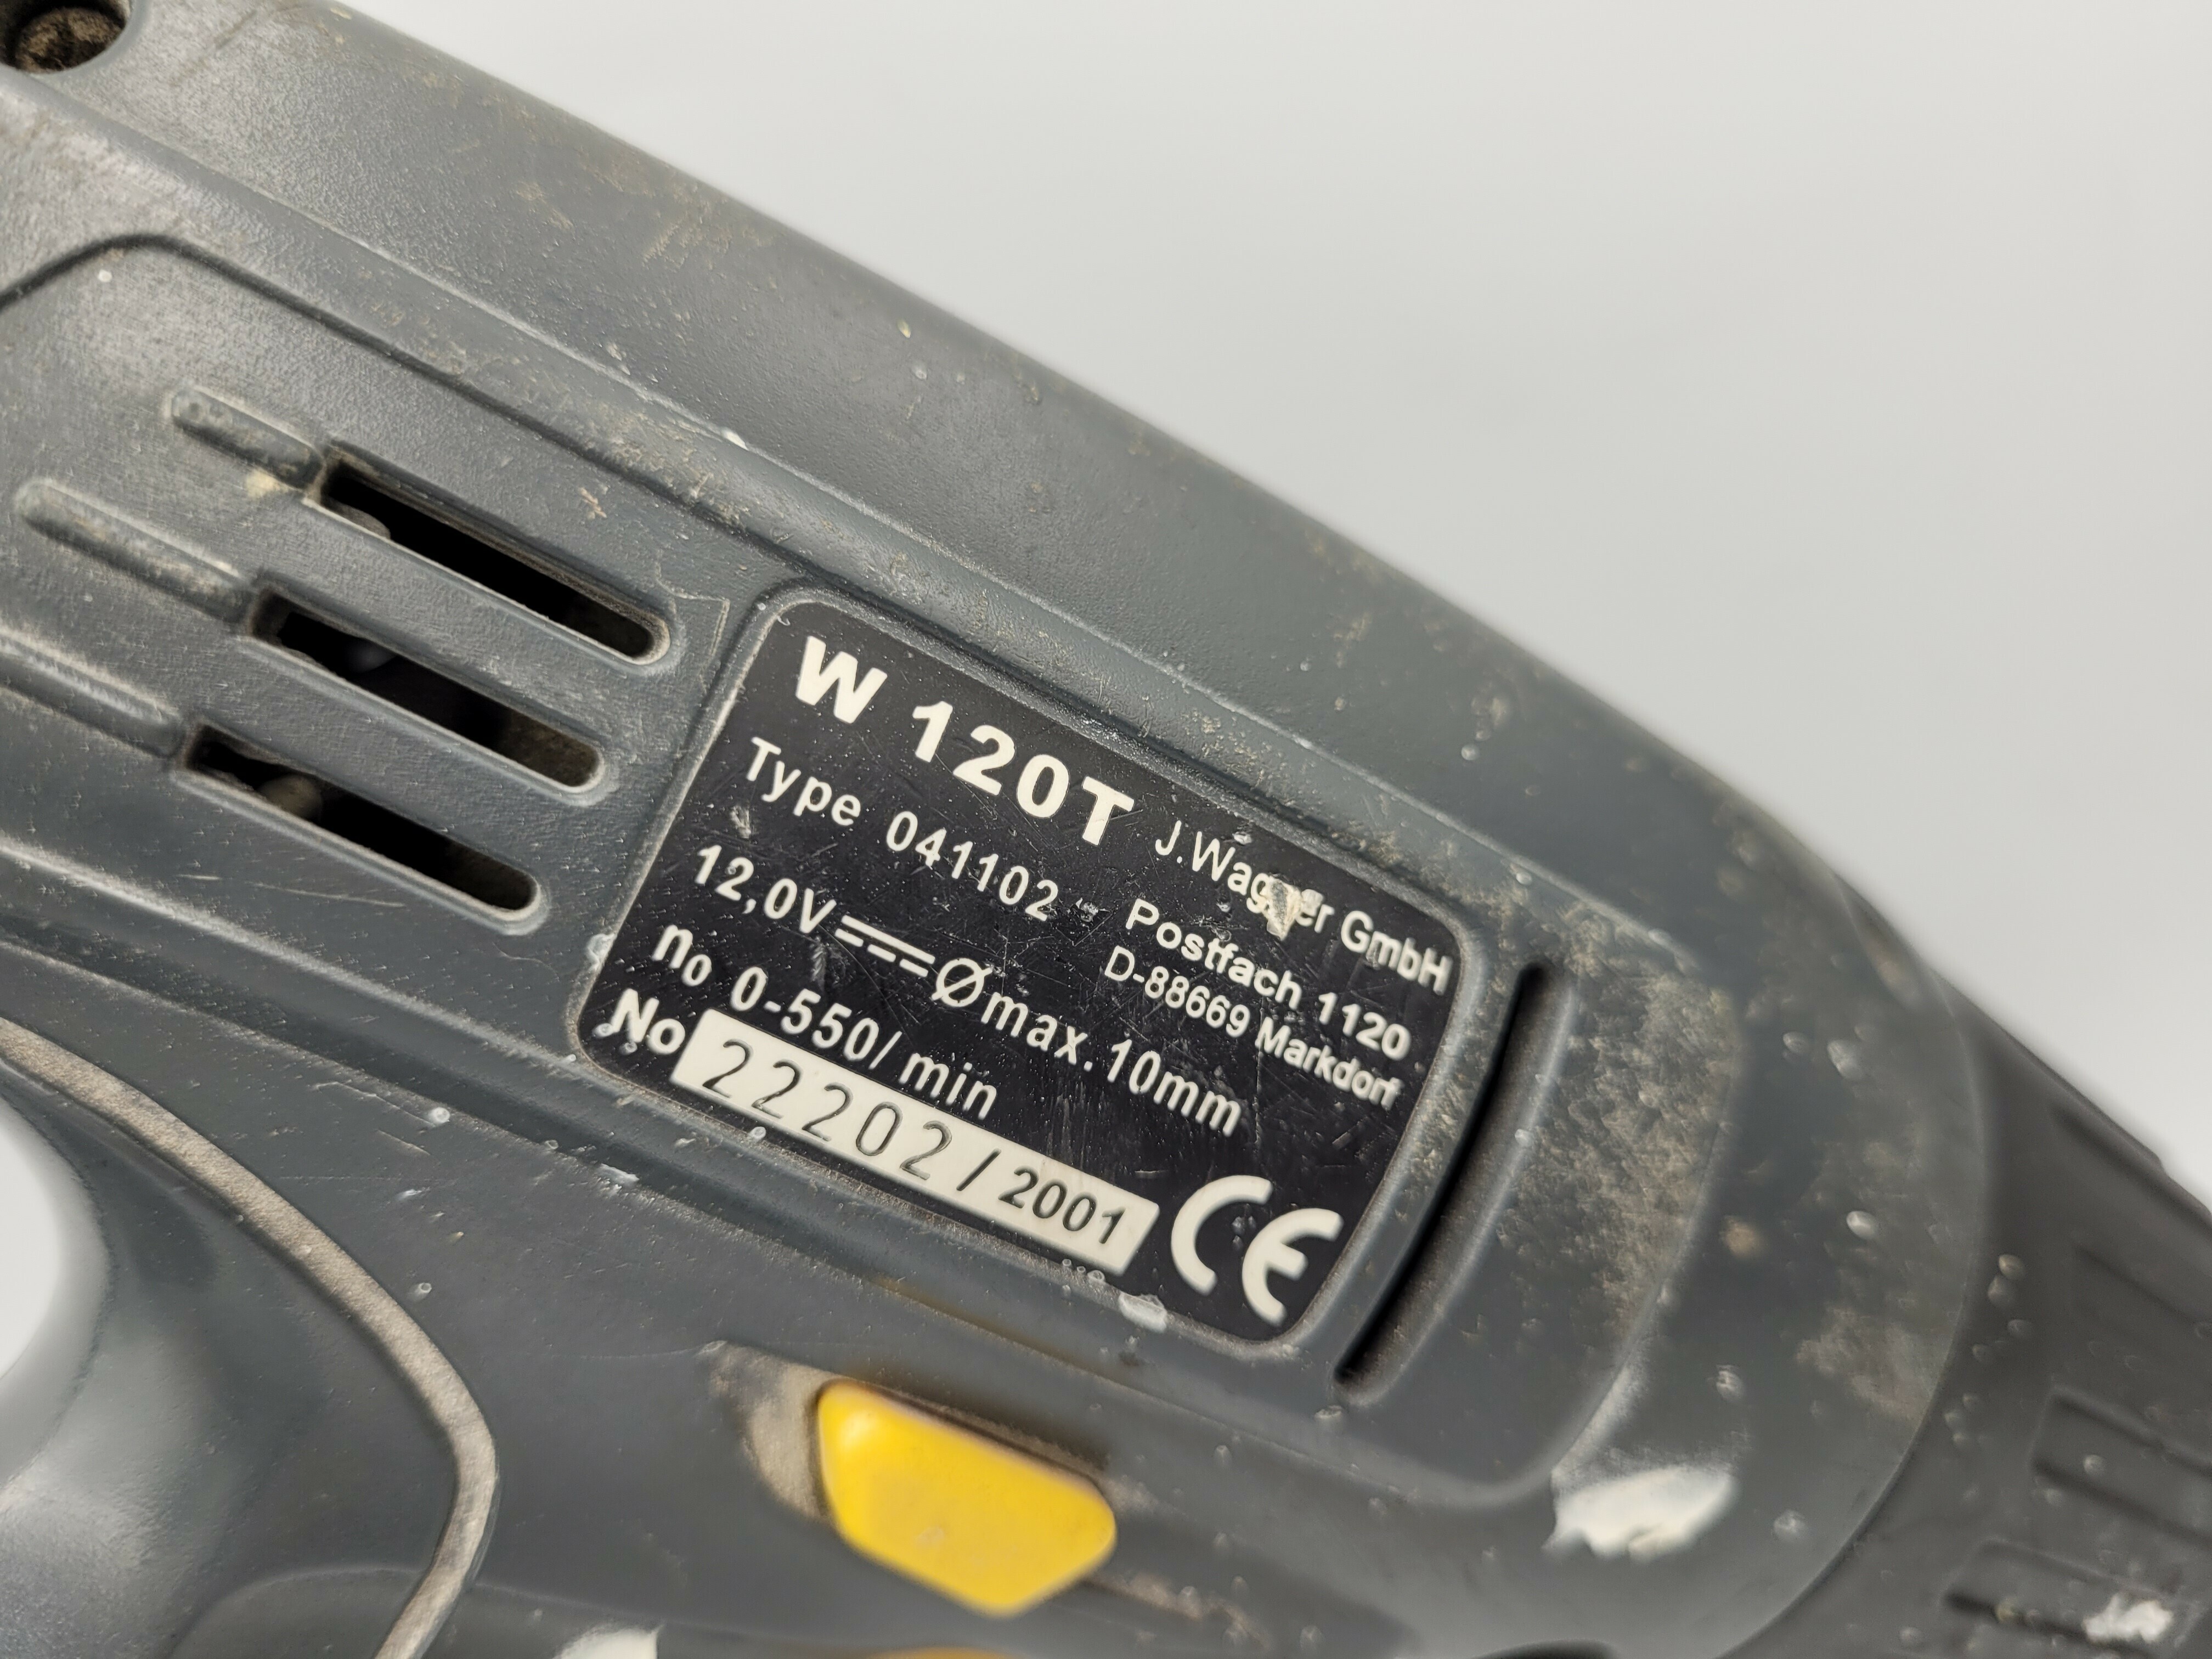 W 120T
Type 041102
12,0V Ømax.10mm
n0 0-550/min
No 22202/2001
J.Wagner GmbH
Postfach 1120
D-88669 Markdorf
CE